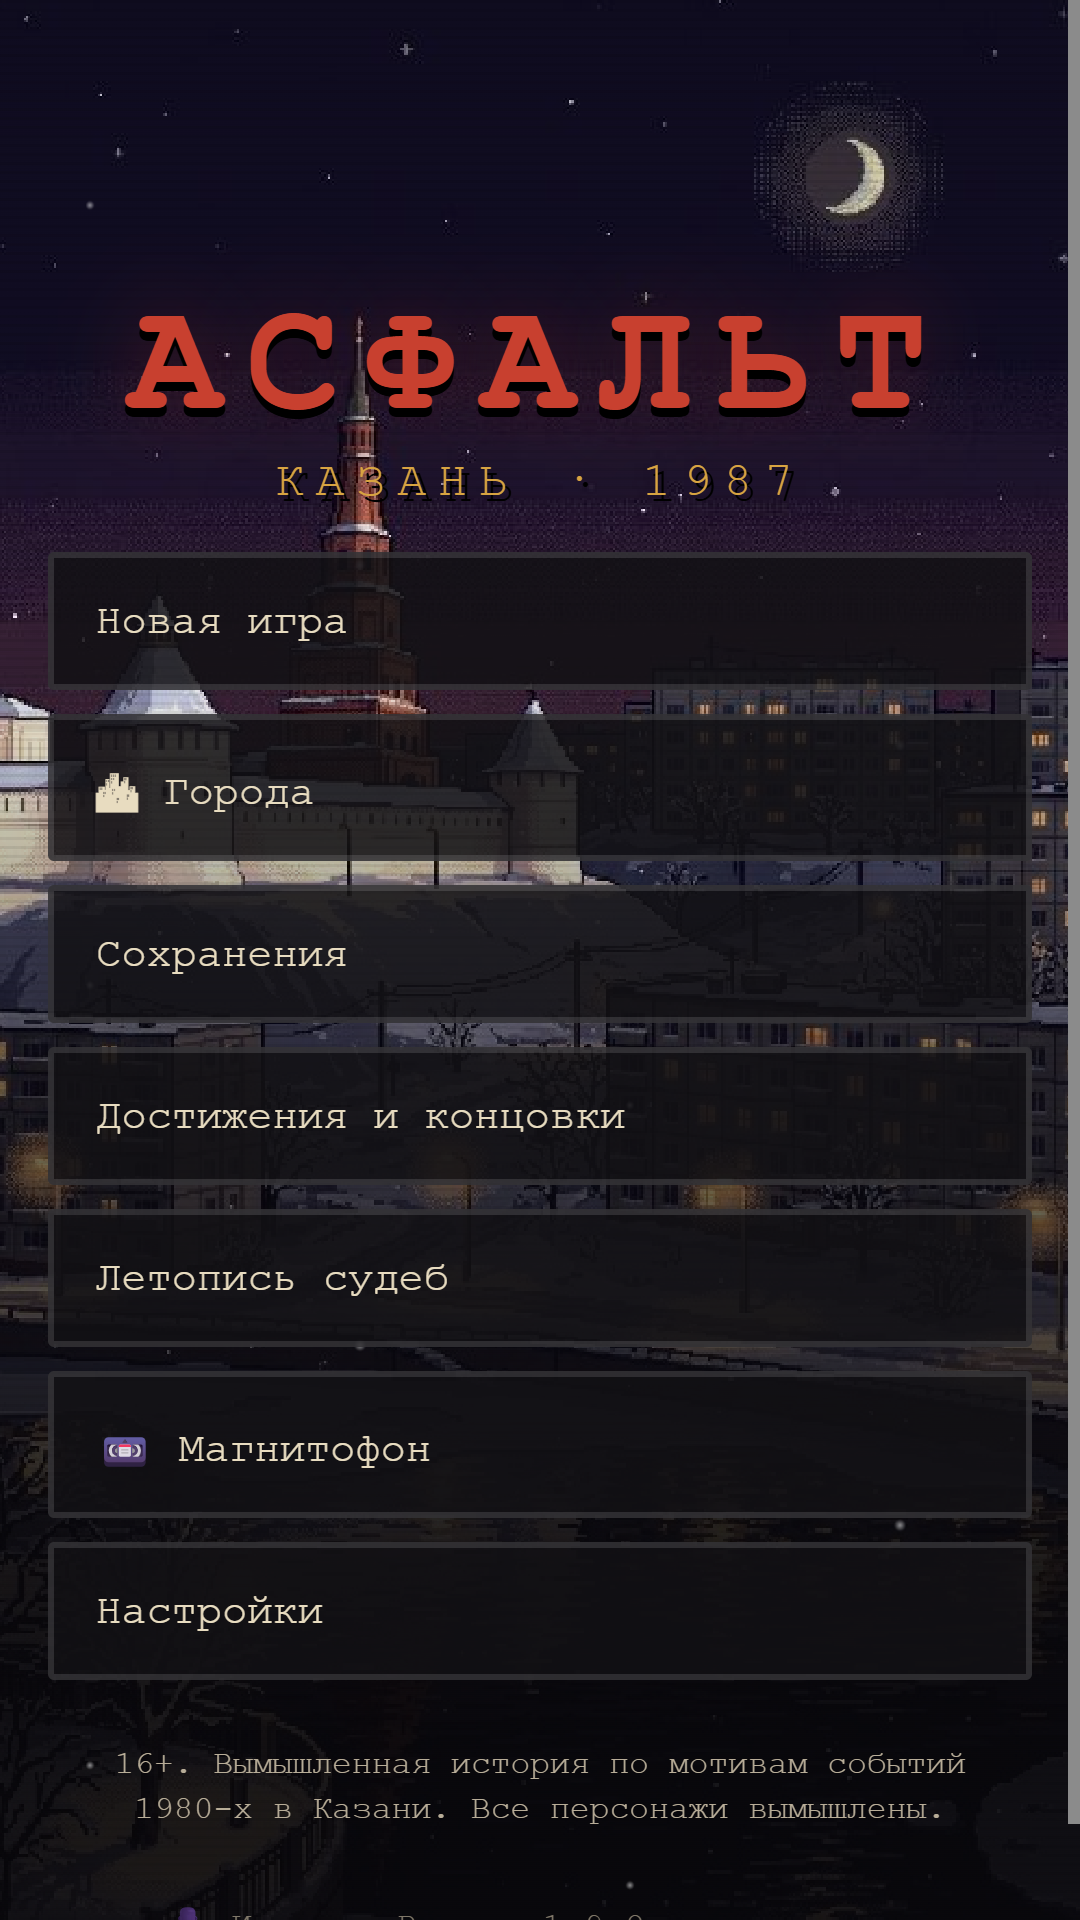 АСФАЛЬТ
КАЗАНЬ · 1987
Новая игра
Города
Сохранения
Достижения и концовки
Летопись судеб
Магнитофон
Настройки
16+. Вымышленная история по мотивам событий
1980-х в Казани. Все персонажи вымышлены.